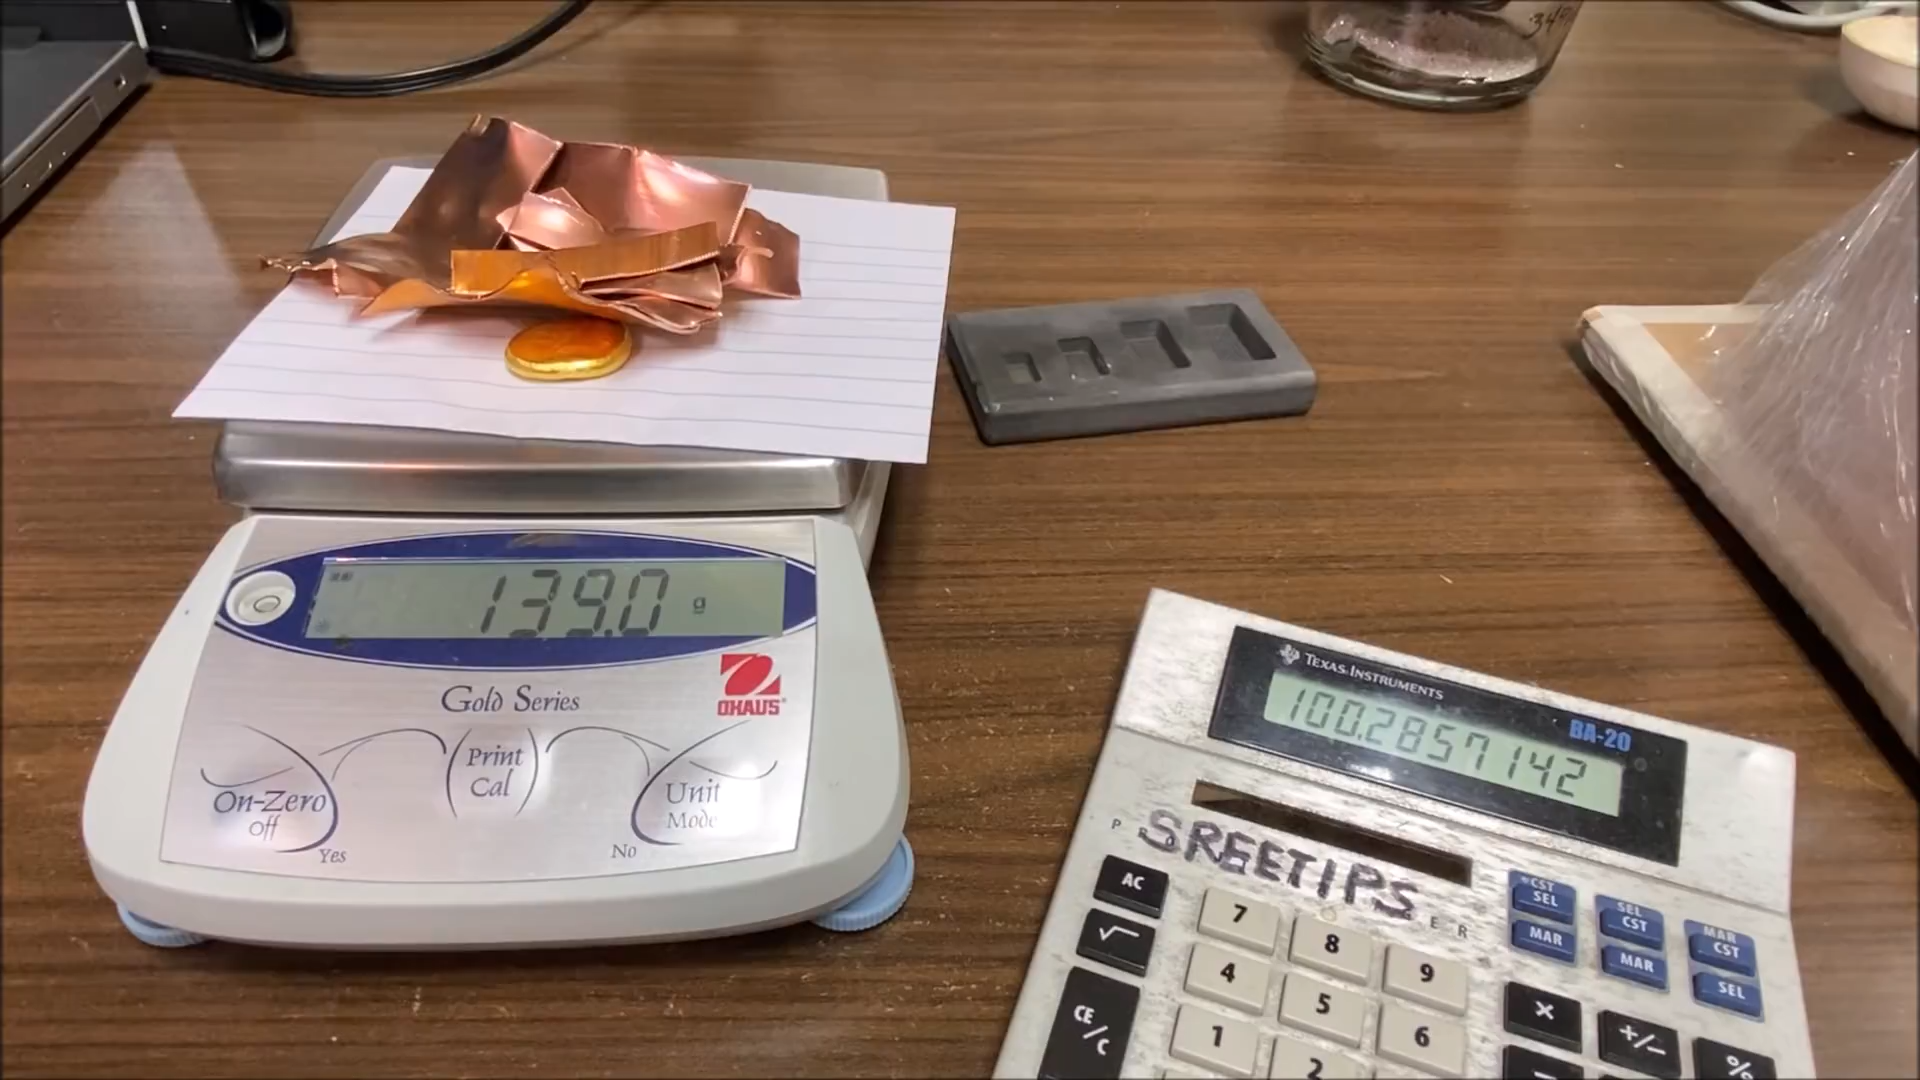 139.0 g
OHAUS
Gold Series
Print
Cal
On-Zero
Off
Yes
Unit
Mode
No
TEXAS INSTRUMENTS
100.2857142
BA-20
SREETIPS
E R
AC
7
8
9
CST
SEL
MAR
SEL
CST
MAR
MAR
CST
SEL
√
4
5
6
×
+/−
%
CE/C
1
2